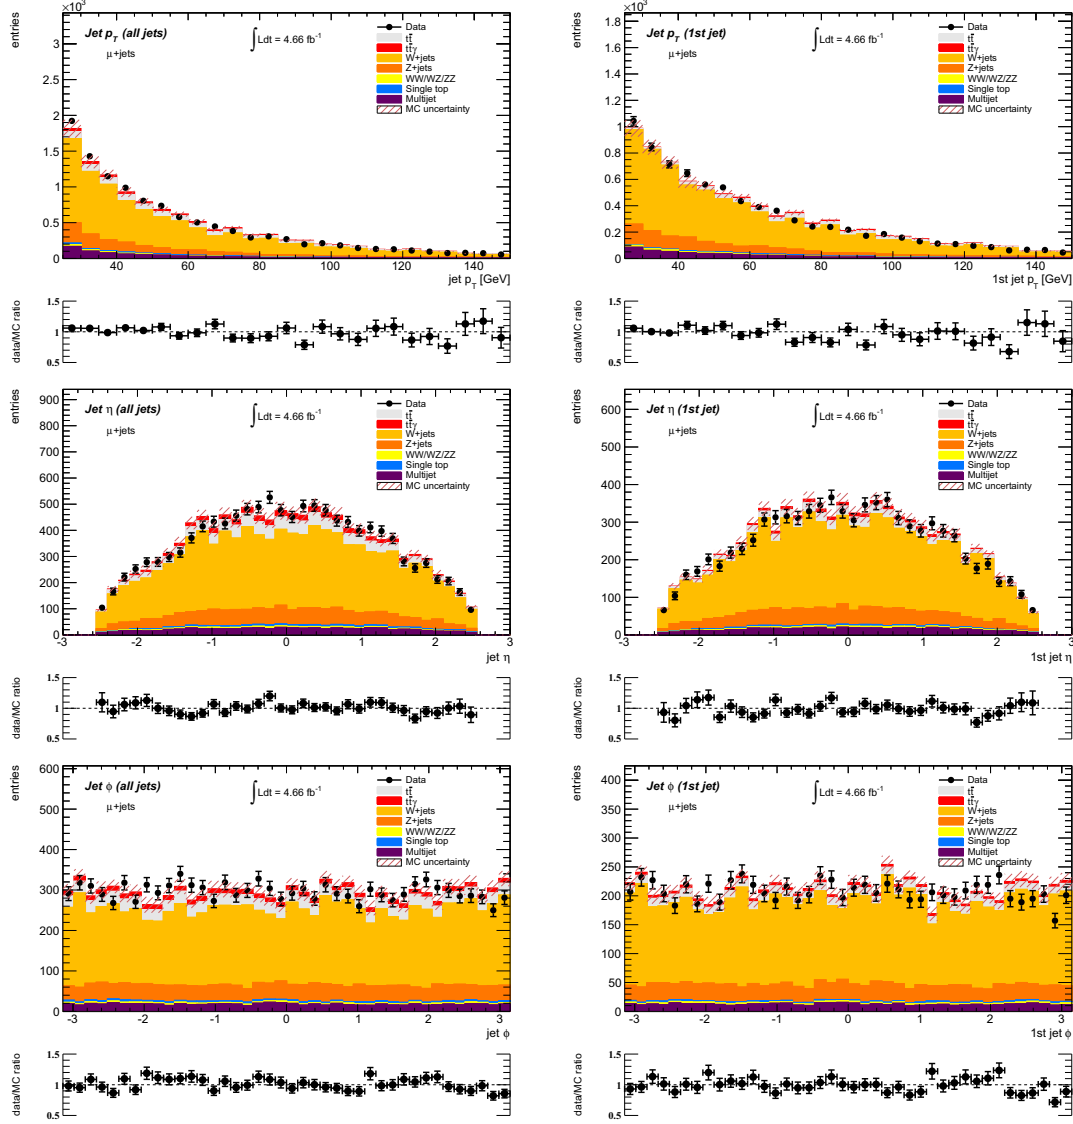 ×10³
entries
Jet p_T (all jets)
μ+jets
∫Ldt = 4.66 fb⁻¹
Data
tt̄
tt̄γ
W+jets
Z+jets
WW/WZ/ZZ
Single top
Multijet
MC uncertainty
3
2.5
2
1.5
1
0.5
0
40 60 80 100 120 140
jet p_T [GeV]
data/MC ratio
1.5
1
0.5
×10³
entries
Jet p_T (1st jet)
μ+jets
∫Ldt = 4.66 fb⁻¹
Data
tt̄
tt̄γ
W+jets
Z+jets
WW/WZ/ZZ
Single top
Multijet
MC uncertainty
1.8
1.6
1.4
1.2
1
0.8
0.6
0.4
0.2
0
40 60 80 100 120 140
1st jet p_T [GeV]
data/MC ratio
1.5
1
0.5
entries
Jet η (all jets)
μ+jets
∫Ldt = 4.66 fb⁻¹
Data
tt̄
tt̄γ
W+jets
Z+jets
WW/WZ/ZZ
Single top
Multijet
MC uncertainty
900
800
700
600
500
400
300
200
100
0
-3 -2 -1 0 1 2 3
jet η
data/MC ratio
1.5
1
0.5
entries
Jet η (1st jet)
μ+jets
∫Ldt = 4.66 fb⁻¹
Data
tt̄
tt̄γ
W+jets
Z+jets
WW/WZ/ZZ
Single top
Multijet
MC uncertainty
600
500
400
300
200
100
0
-3 -2 -1 0 1 2 3
1st jet η
data/MC ratio
1.5
1
0.5
entries
Jet ϕ (all jets)
μ+jets
∫Ldt = 4.66 fb⁻¹
Data
tt̄
tt̄γ
W+jets
Z+jets
WW/WZ/ZZ
Single top
Multijet
MC uncertainty
600
500
400
300
200
100
0
-3 -2 -1 0 1 2 3
jet ϕ
data/MC ratio
1.5
1
0.5
entries
Jet ϕ (1st jet)
μ+jets
∫Ldt = 4.66 fb⁻¹
Data
tt̄
tt̄γ
W+jets
Z+jets
WW/WZ/ZZ
Single top
Multijet
MC uncertainty
400
350
300
250
200
150
100
50
0
-3 -2 -1 0 1 2 3
1st jet ϕ
data/MC ratio
1.5
1
0.5